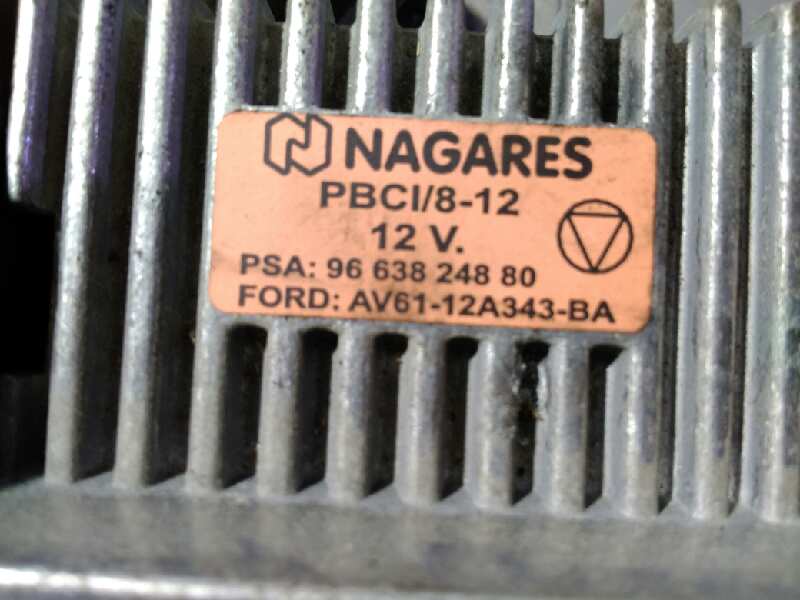 NAGARES
PBCI/8-12
12 V.
PSA: 96 638 248 80
FORD: AV61-12A343-BA